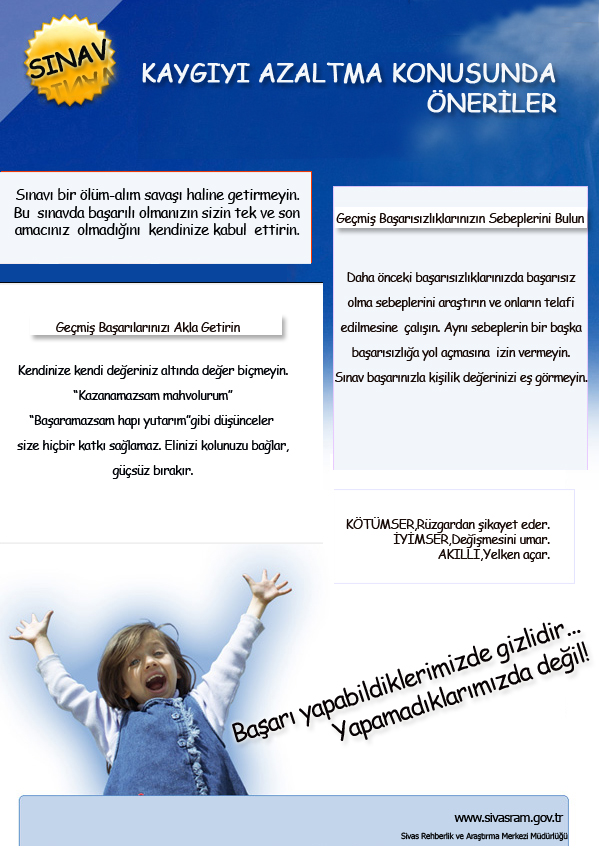 SINAV
KAYGIYI AZALTMA KONUSUNDA
ÖNERİLER
Sınavı bir ölüm-alım savaşı haline getirmeyin.
Bu sınavda başarılı olmanızın sizin tek ve son
amacınız olmadığını kendinize kabul ettirin.
Geçmiş Başarısızlıklarınızın Sebeplerini Bulun
Daha önceki başarısızlıklarınızda başarısız
olma sebeplerini araştırın ve onların telafi
edilmesine çalışın. Aynı sebeplerin bir başka
başarısızlığa yol açmasına izin vermeyin.
Sınav başarınızla kişilik değerinizi eş görmeyin.
Geçmiş Başarılarınızı Akla Getirin
Kendinize kendi değeriniz altında değer biçmeyin.
“Kazanamazsam mahvolurum”
“Başaramazsam hapı yutarım”gibi düşünceler
size hiçbir katkı sağlamaz. Elinizi kolunuzu bağlar,
güçsüz bırakır.
KÖTÜMSER,Rüzgardan şikayet eder.
İYİMSER,Değişmesini umar.
AKILLI,Yelken açar.
Başarı yapabildiklerimizde gizlidir...
Yapamadıklarımızda değil!
www.sivasram.gov.tr
Sivas Rehberlik ve Araştırma Merkezi Müdürlüğü